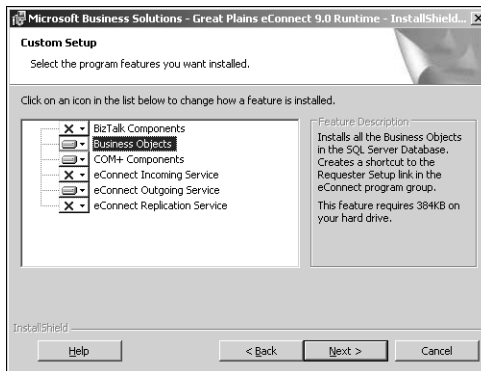 Microsoft Business Solutions - Great Plains eConnect 9.0 Runtime - InstallShield...
Custom Setup
Select the program features you want installed.
Click on an icon in the list below to change how a feature is installed.
BizTalk Components
Business Objects
COM+ Components
eConnect Incoming Service
eConnect Outgoing Service
eConnect Replication Service
Feature Description
Installs all the Business Objects
in the SQL Server Database.
Creates a shortcut to the
Requester Setup link in the
eConnect program group.
This feature requires 384KB on
your hard drive.
InstallShield
Help
< Back
Next >
Cancel